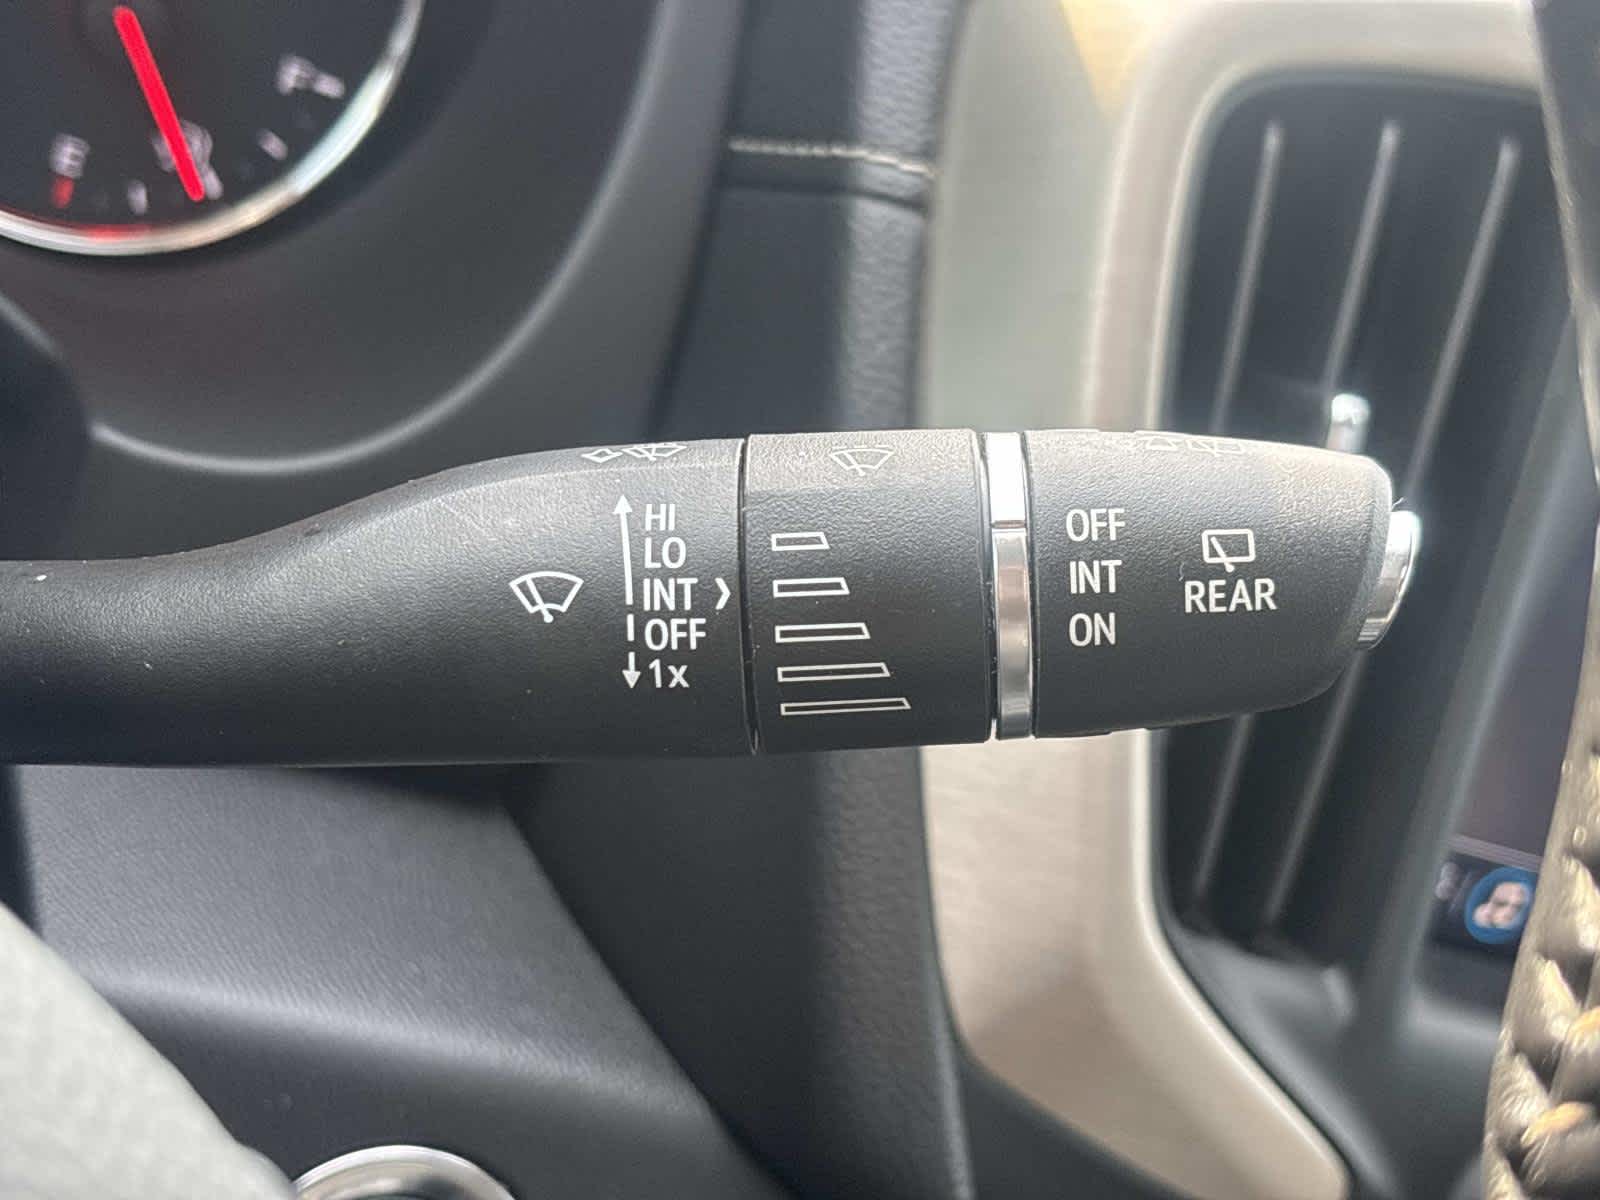 F
E
HI
LO
INT
OFF
1x
OFF
INT
ON
REAR